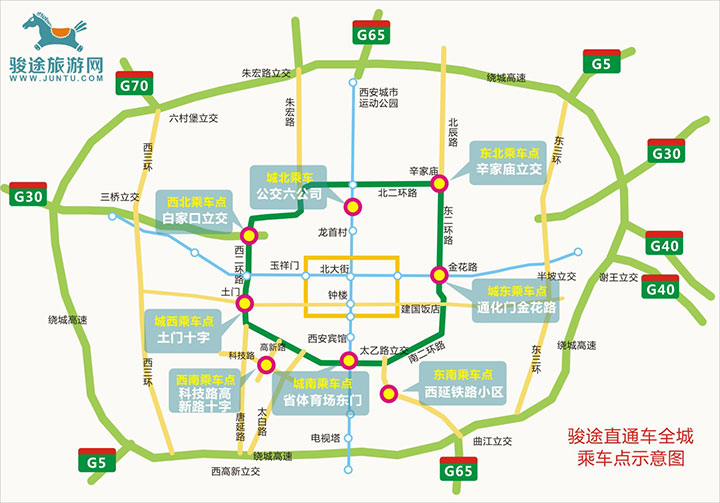 骏途旅游网
WWW.JUNTU.COM
G65
G5
G70
朱宏路立交
绕城高速
西安城市
运动公园
朱宏路
北辰路
六村堡立交
西三环
东三环
G30
东北乘车点
辛家庙立交
辛家庙
城北乘车
公交六公司
北二环路
G30
三桥立交
西北乘车点
白家口立交
龙首村
东二环路
G40
西二环路
玉祥门
北大街
金花路
半坡立交
谢王立交
G40
土门
钟楼
建国饭店
城东乘车点
通化门金花路
绕城高速
城西乘车点
土门十字
西安宾馆
太乙路立交
南二环路
东三环
绕城高速
西三环
科技路
高新路
西南乘车点
科技路高
新路十字
城南乘车点
省体育场东门
东南乘车点
西延铁路小区
唐延路
太白路
电视塔
曲江立交
骏途直通车全城
乘车点示意图
G5
绕城高速
西高新立交
G65